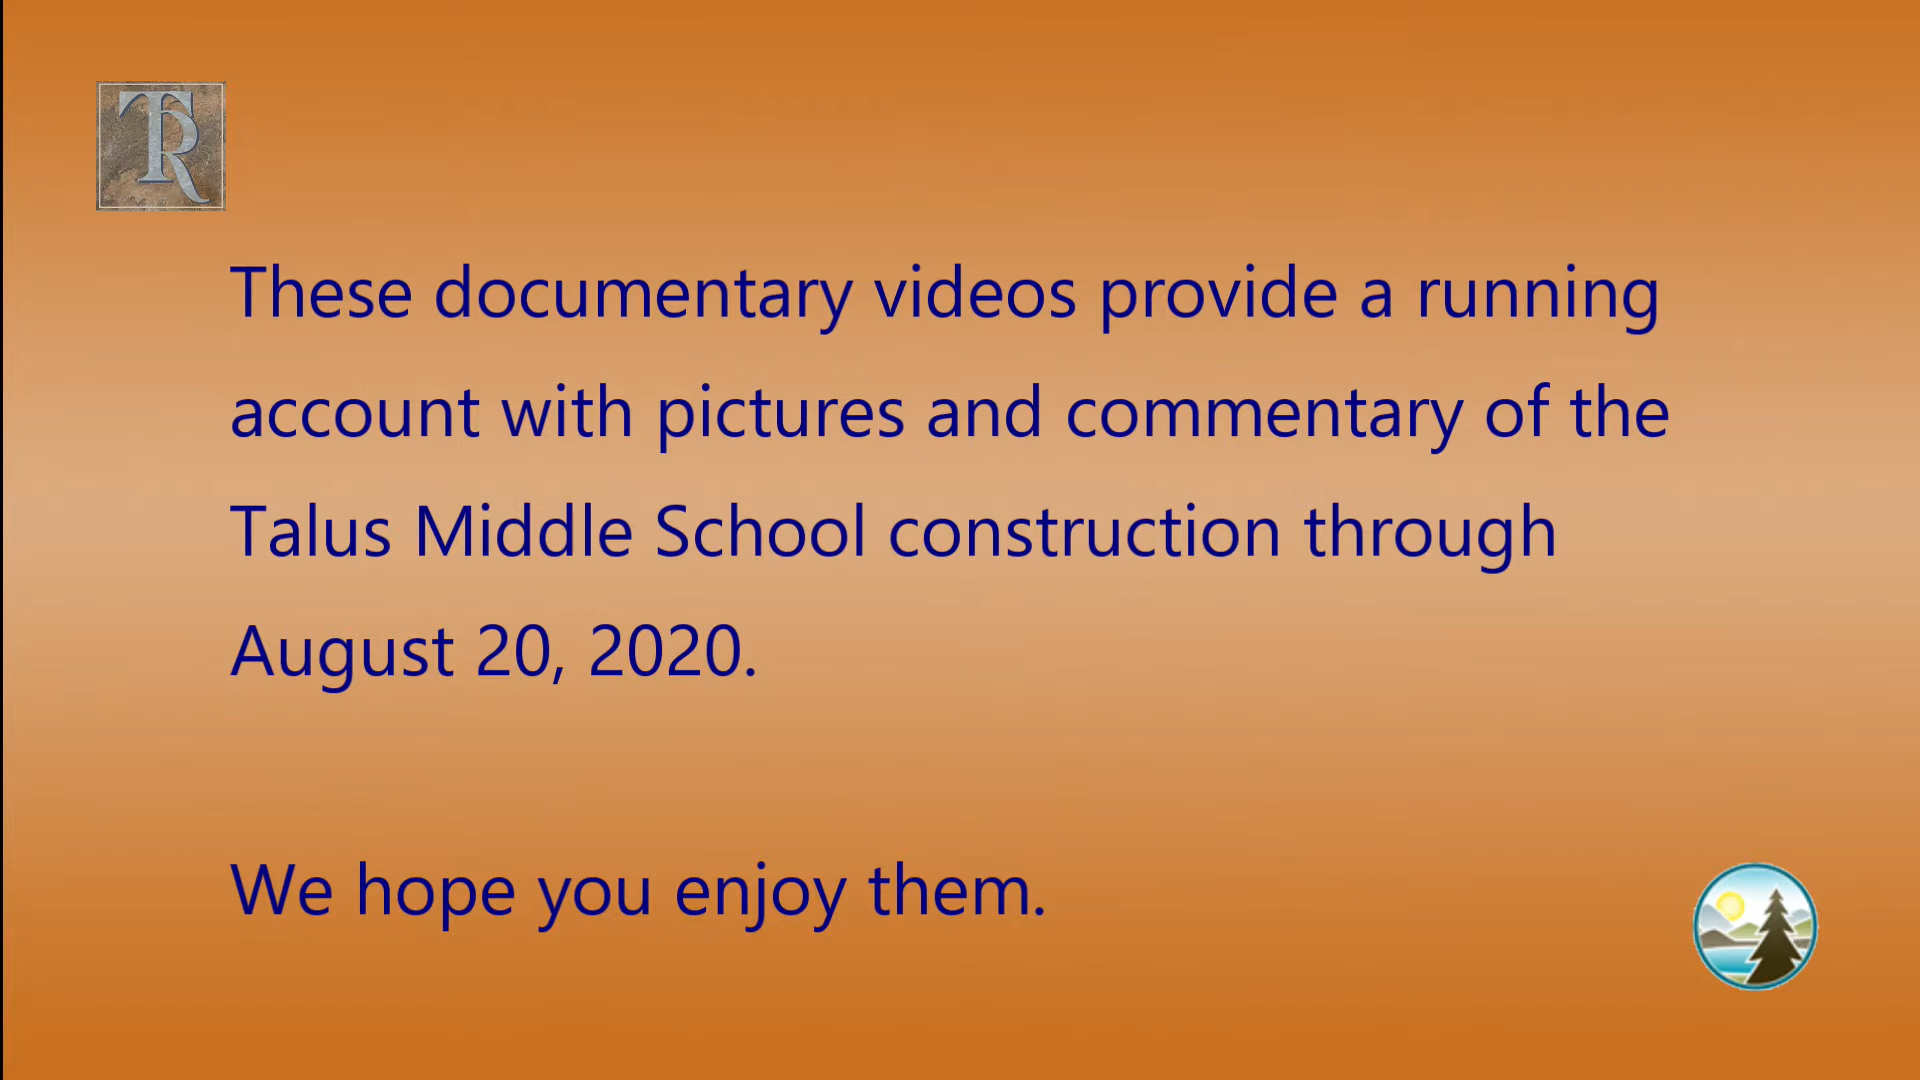 TR
These documentary videos provide a running
account with pictures and commentary of the
Talus Middle School construction through
August 20, 2020.
We hope you enjoy them.